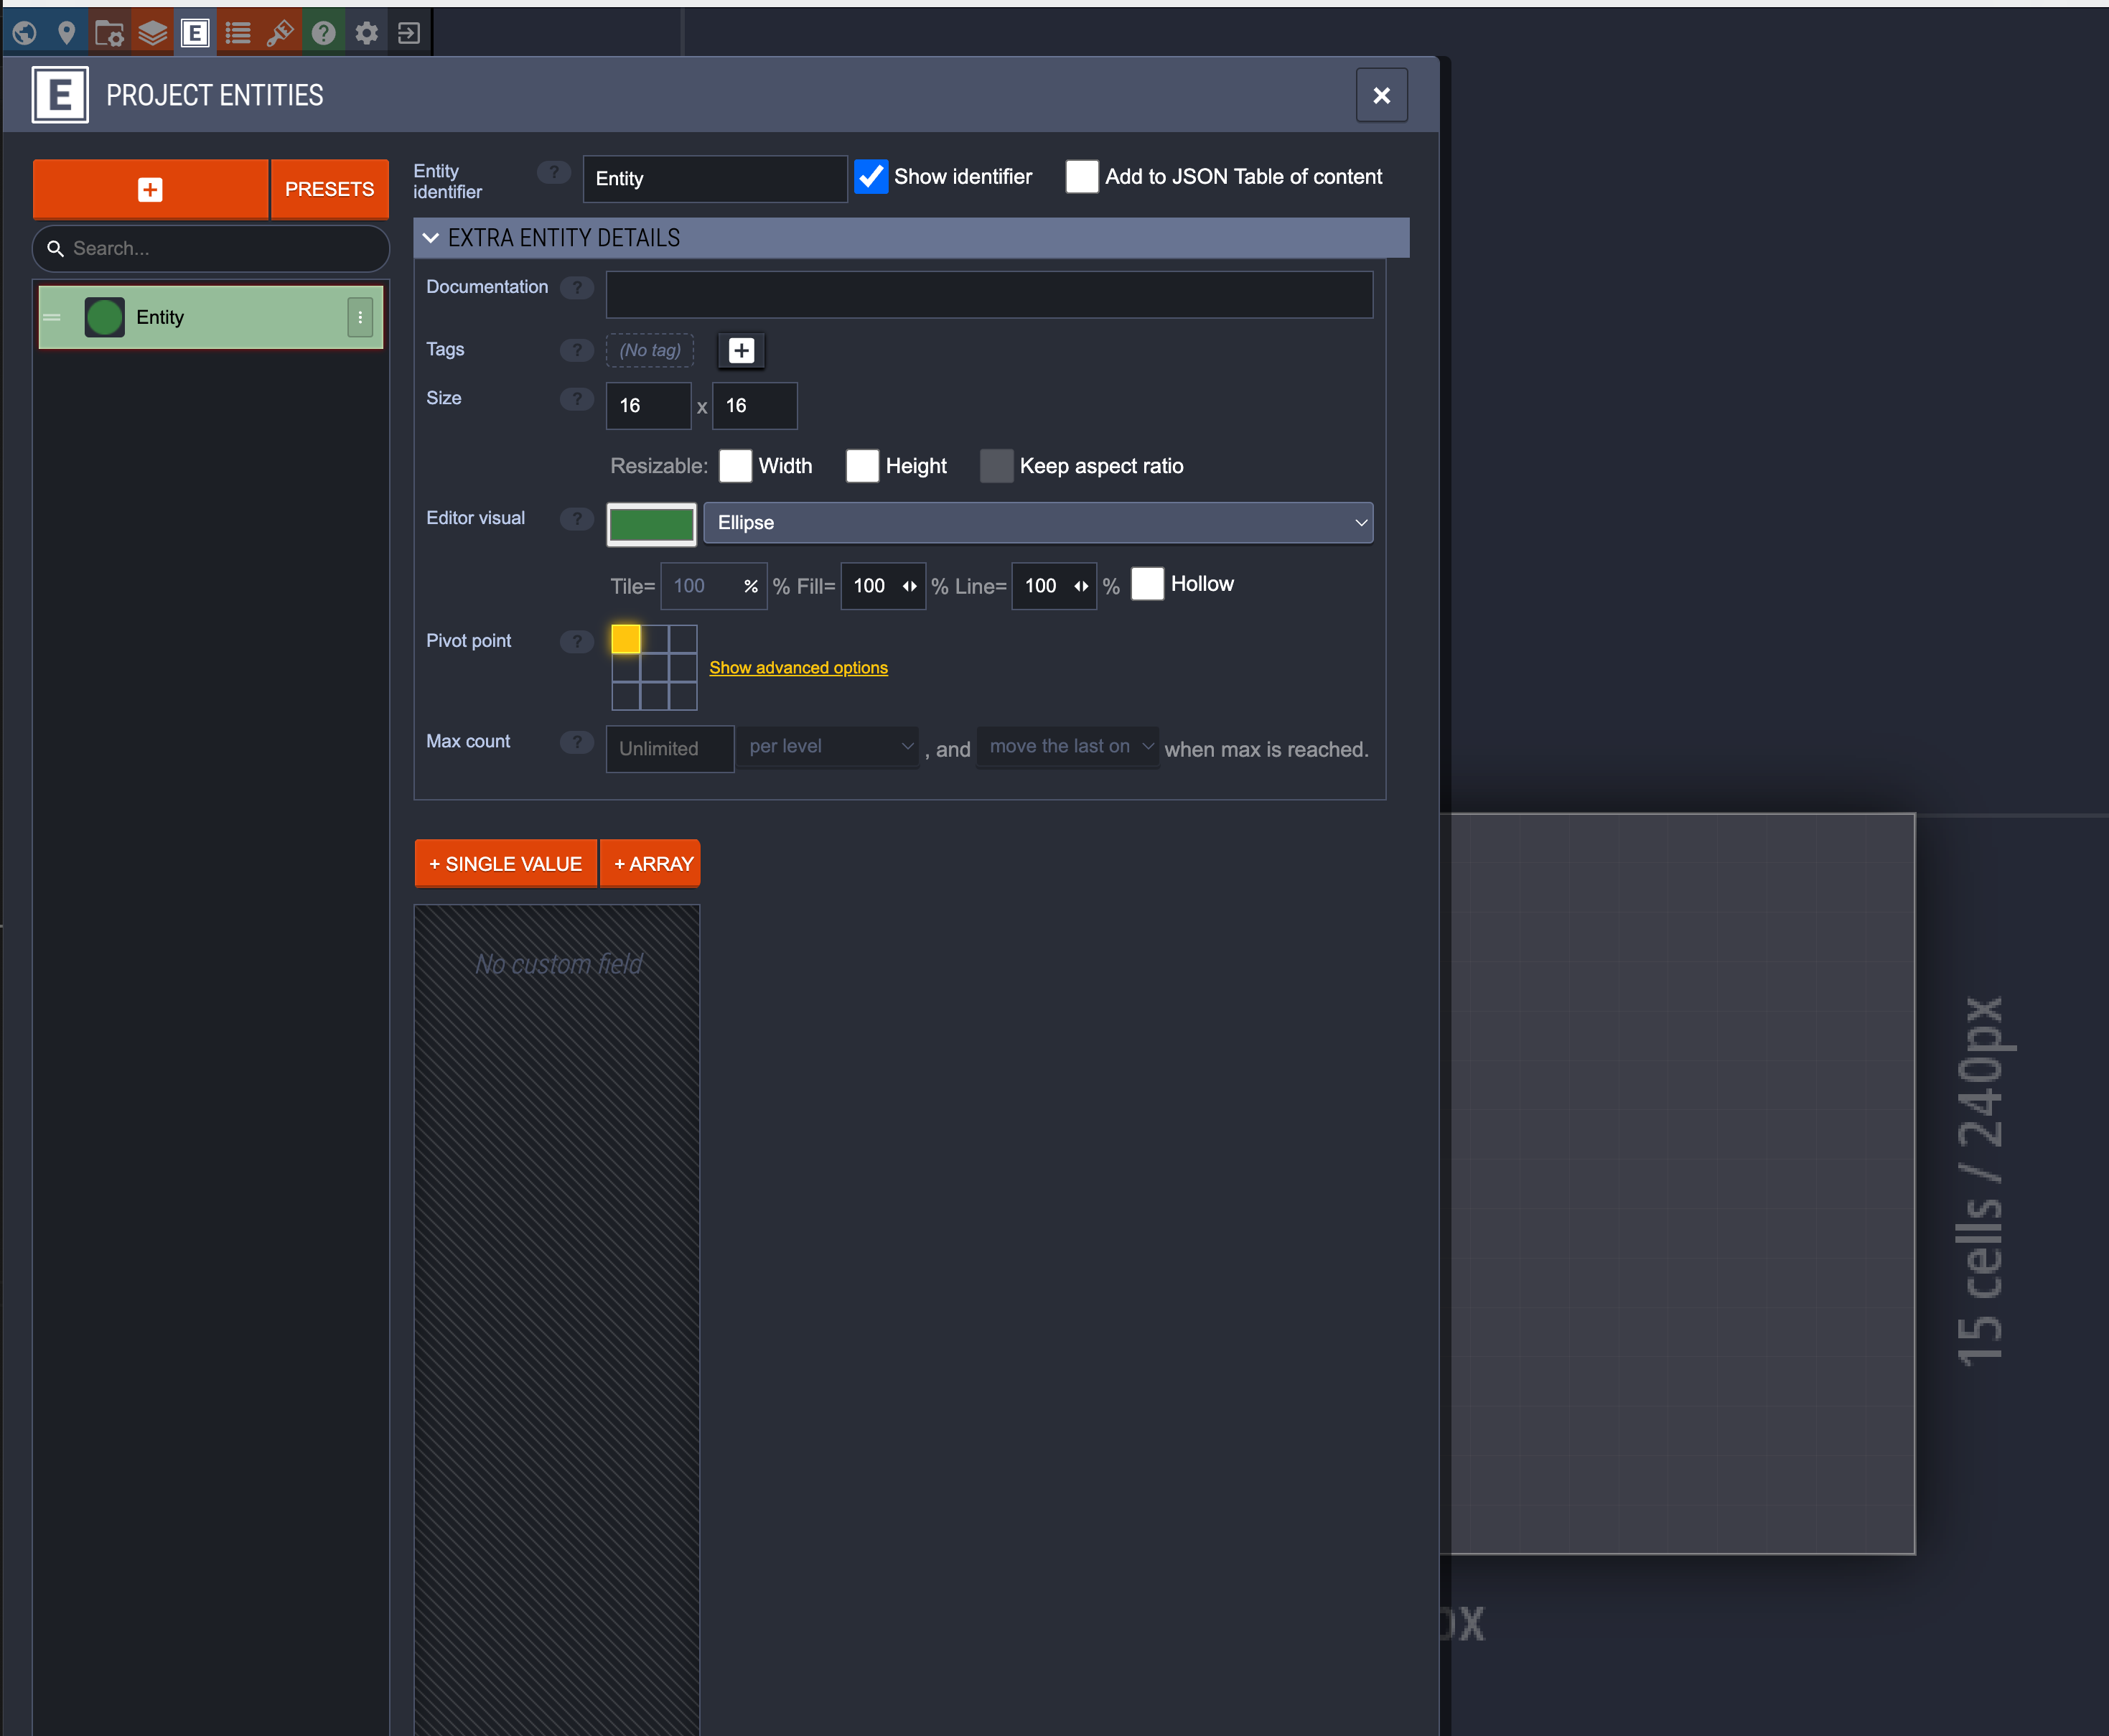 E PROJECT ENTITIES
PRESETS
Search...
Entity
Entity identifier ? Entity Show identifier Add to JSON Table of content
EXTRA ENTITY DETAILS
Documentation ?
Tags ? (No tag)
Size ? 16 x 16
Resizable: Width Height Keep aspect ratio
Editor visual ? Ellipse
Tile= 100 % % Fill= 100 % Line= 100 % Hollow
Pivot point ? Show advanced options
Max count ? Unlimited per level , and move the last on when max is reached.
+ SINGLE VALUE + ARRAY
No custom field
15 cells / 240px
px